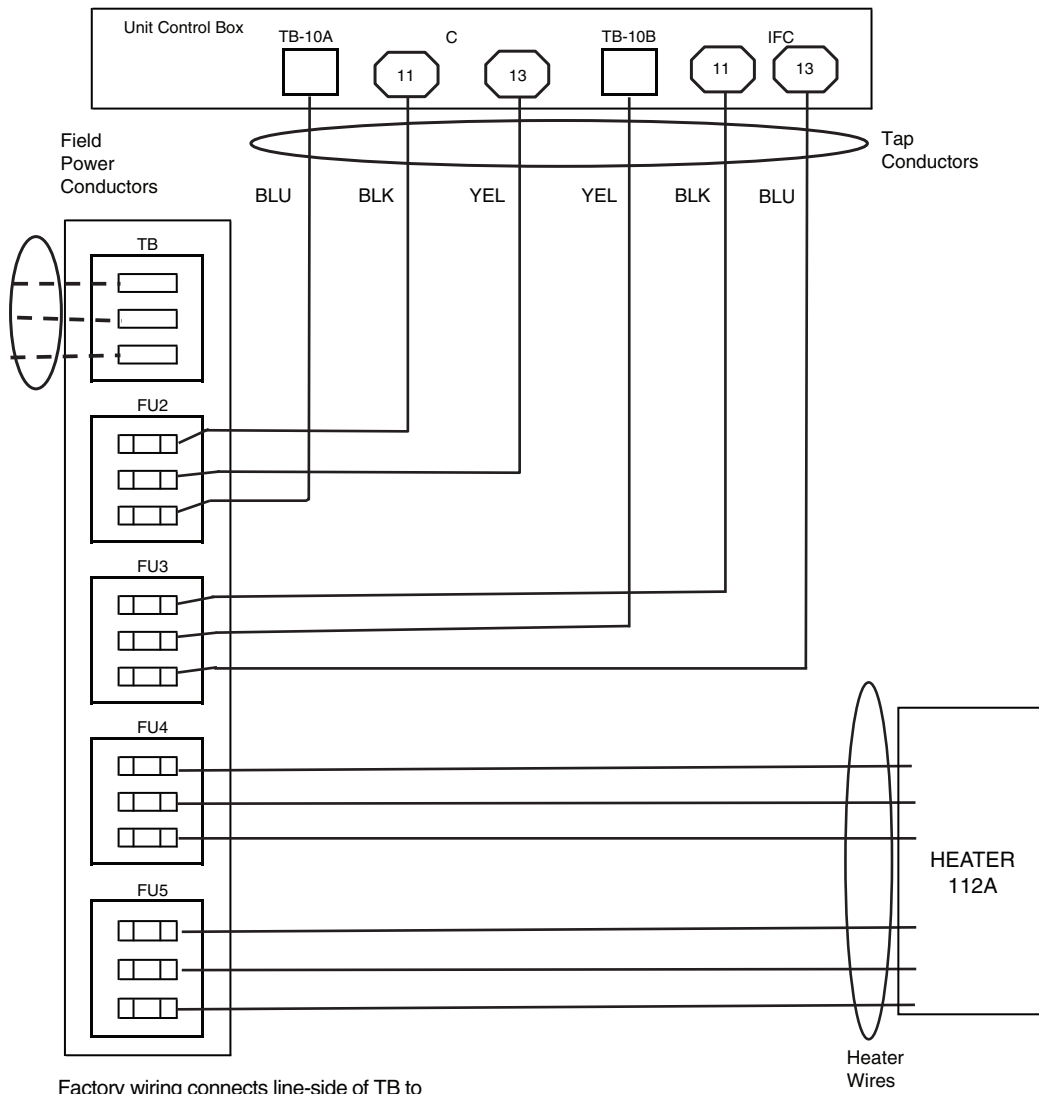 Unit Control Box
TB-10A
C
TB-10B
IFC
11
13
11
13
Field
Power
Conductors
Tap
Conductors
BLU
BLK
YEL
YEL
BLK
BLU
TB
FU2
FU3
FU4
HEATER
112A
FU5
Heater
Wires
Factory wiring connects line-side of TB to